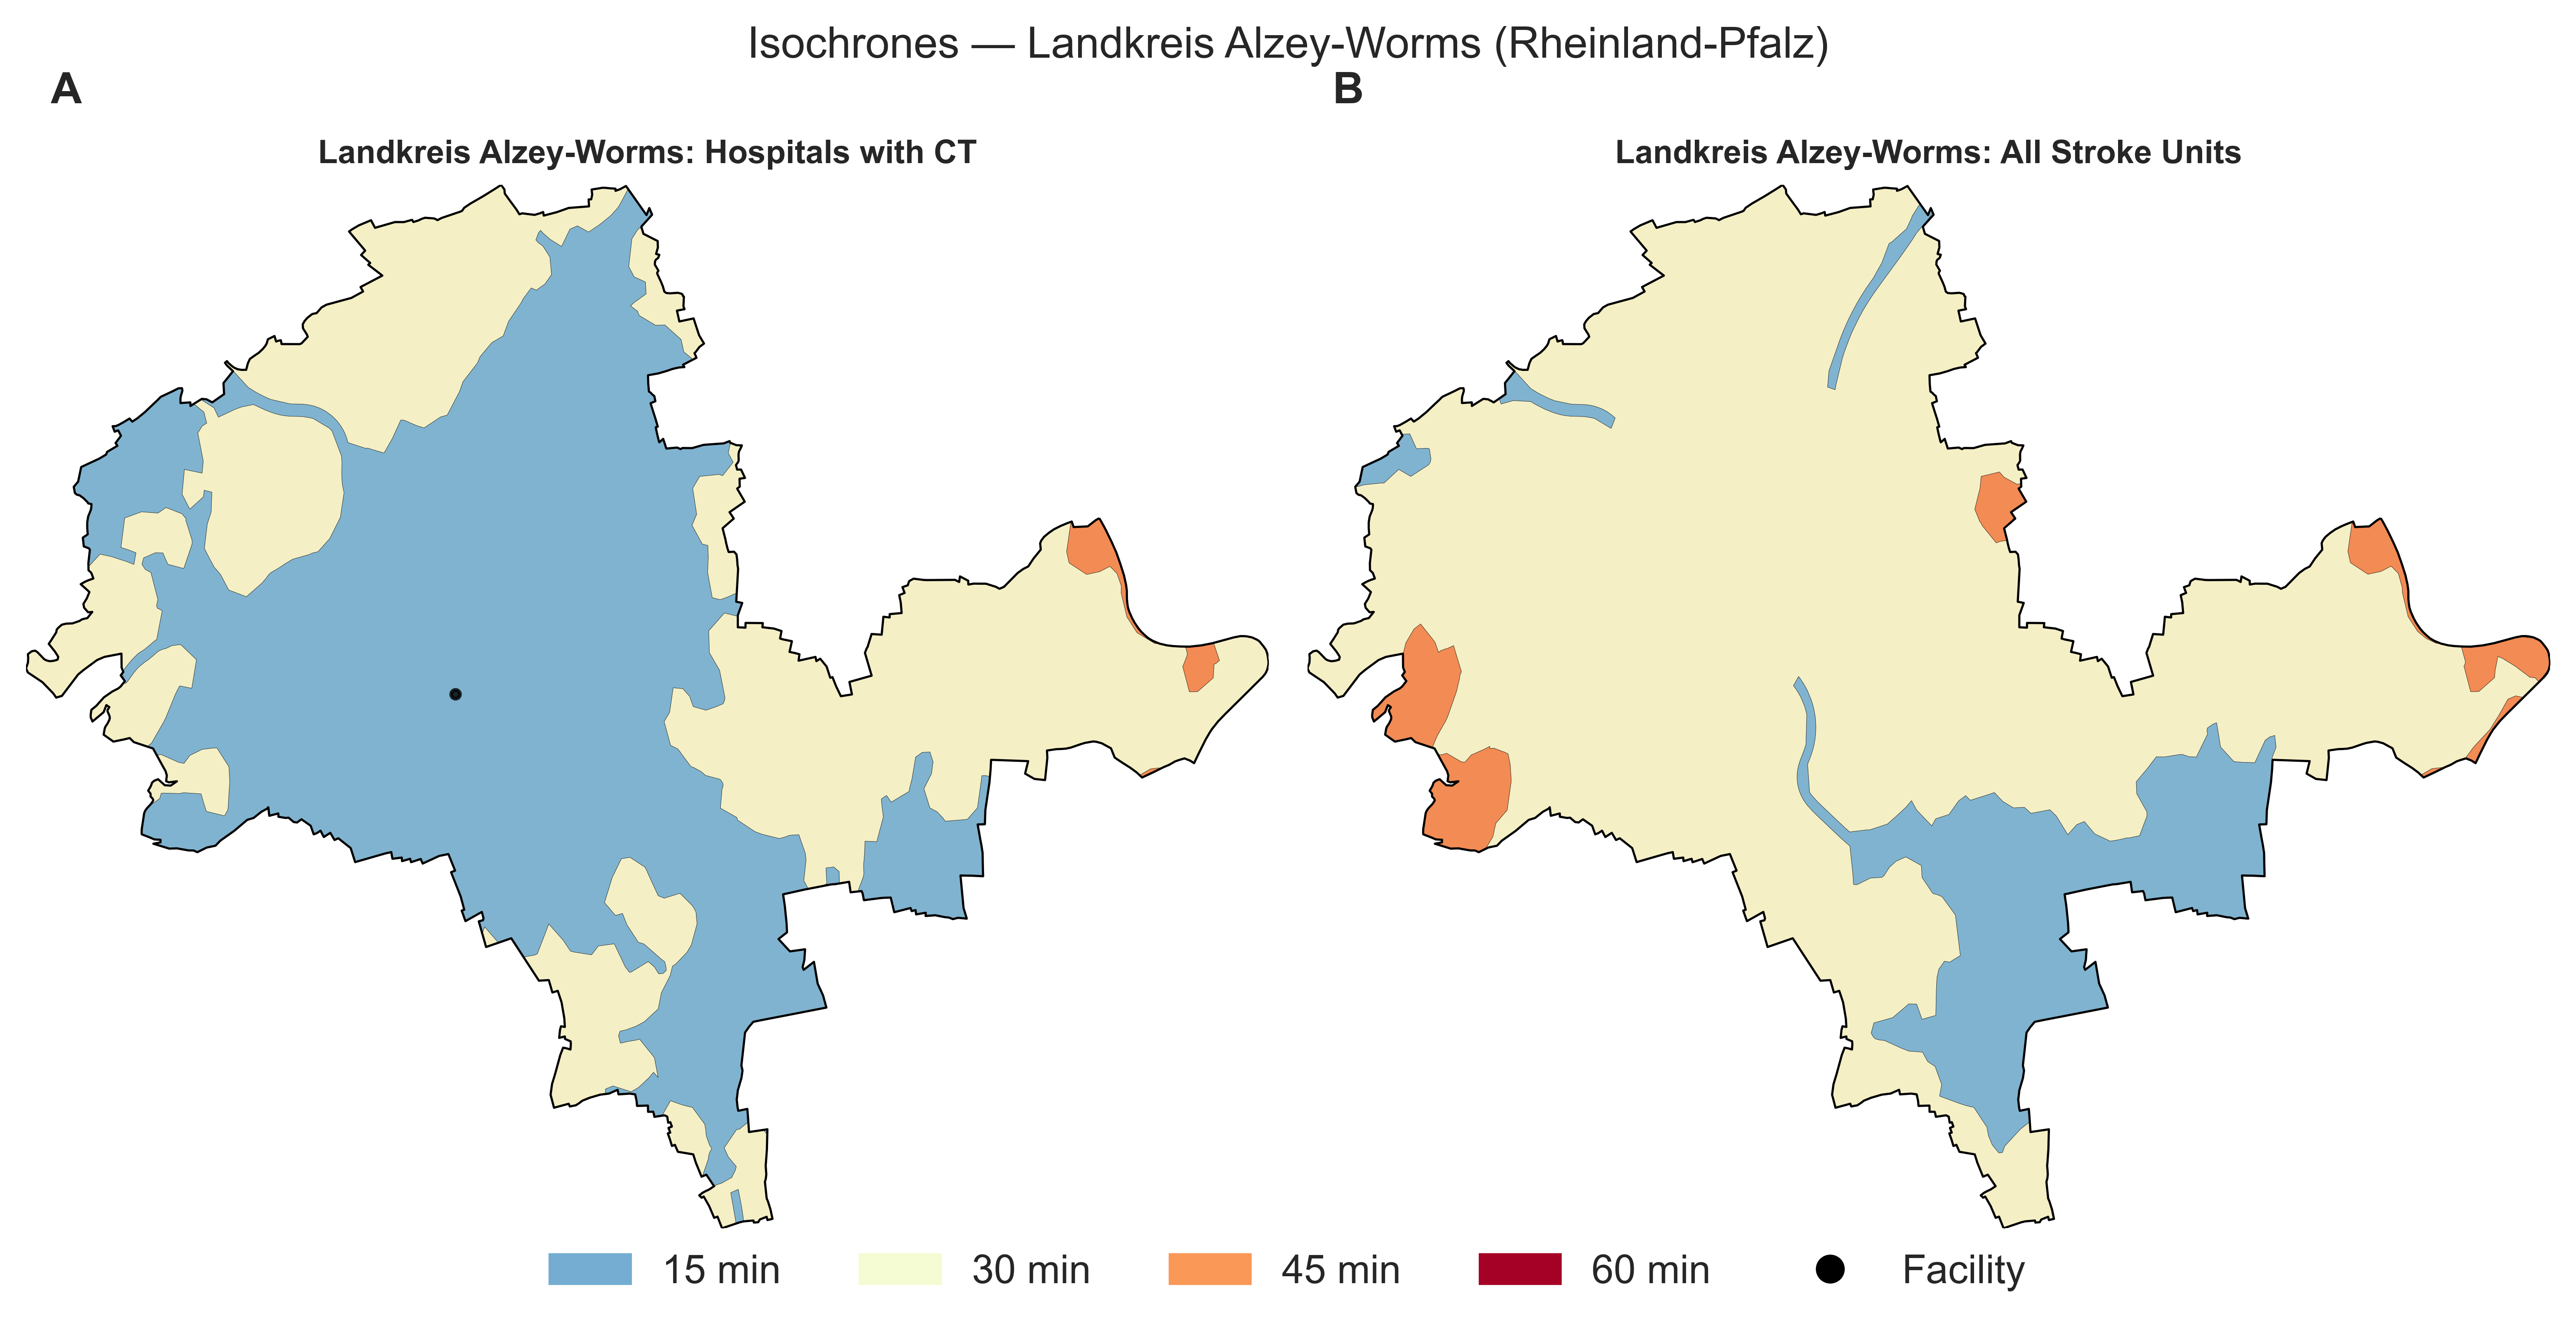 Isochrones — Landkreis Alzey-Worms (Rheinland-Pfalz)
A
B
Landkreis Alzey-Worms: Hospitals with CT
Landkreis Alzey-Worms: All Stroke Units
15 min
30 min
45 min
60 min
Facility